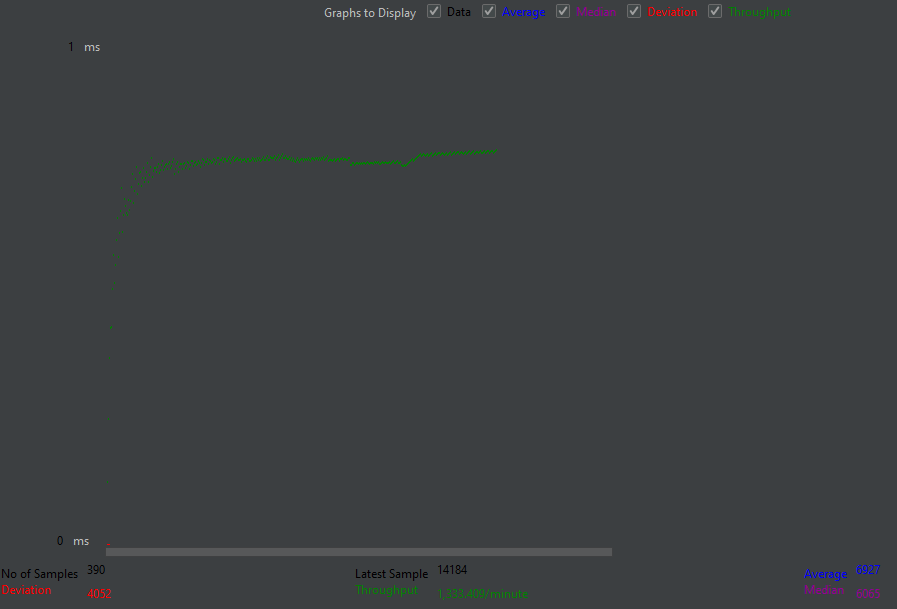 Graphs to Display Data Average Median Deviation Throughput
1 ms
0 ms
No of Samples 390 Latest Sample 14184 Average 6927
Deviation 4052 Throughput 1,333.409/minute Median